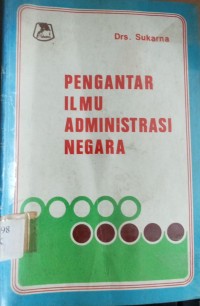 Drs. Sukarna
PENGANTAR
ILMU
ADMINISTRASI
NEGARA